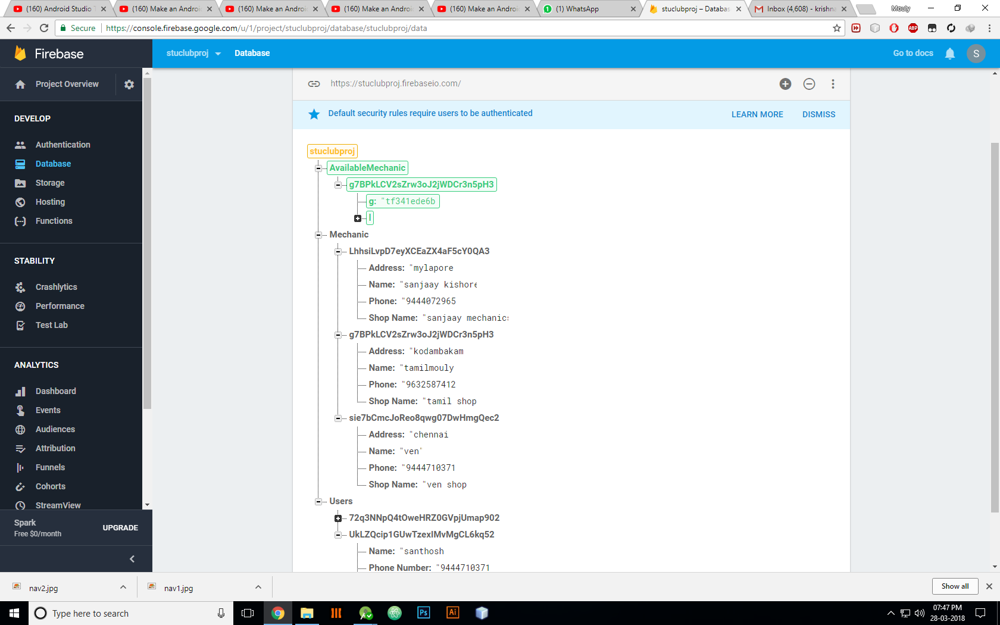 (160) Android Studio T
(160) Make an Androi
(160) Make an Androi
(160) Make an Androi
(160) Make an Androi
(1) WhatsApp
stuclubproj – Databas
Inbox (4,608) - krishna
Mouly
Secure
https://console.firebase.google.com/u/1/project/stuclubproj/database/stuclubproj/data
ABP
Firebase
stuclubproj
Database
Go to docs
S
Project Overview
DEVELOP
Authentication
Database
Storage
Hosting
Functions
STABILITY
Crashlytics
Performance
Test Lab
ANALYTICS
Dashboard
Events
Audiences
Attribution
Funnels
Cohorts
StreamView
Spark
Free $0/month
UPGRADE
https://stuclubproj.firebaseio.com/
Default security rules require users to be authenticated
LEARN MORE
DISMISS
stuclubproj
AvailableMechanic
g7BPkLCV2sZrw3oJ2jWDCr3n5pH3
g: "tf341ede6b
l
Mechanic
LhhsiLvpD7eyXCEaZX4aF5cY0QA3
Address: "mylapore
Name: "sanjaay kishore
Phone: "9444072965
Shop Name: "sanjaay mechanics
g7BPkLCV2sZrw3oJ2jWDCr3n5pH3
Address: "kodambakam
Name: "tamilmouly
Phone: "9632587412
Shop Name: "tamil shop
sie7bCmcJoReo8qwg07DwHmgQec2
Address: "chennai
Name: "ven"
Phone: "9444710371
Shop Name: "ven shop
Users
72q3NNpQ4tOweHRZ0GVpjUmap902
UkLZQcip1GUwTzexIMvMgCL6kq52
Name: "santhosh
Phone Number: "9444710371
nav2.jpg
nav1.jpg
Show all
Type here to search
Ps
Ai
07:47 PM
28-03-2018